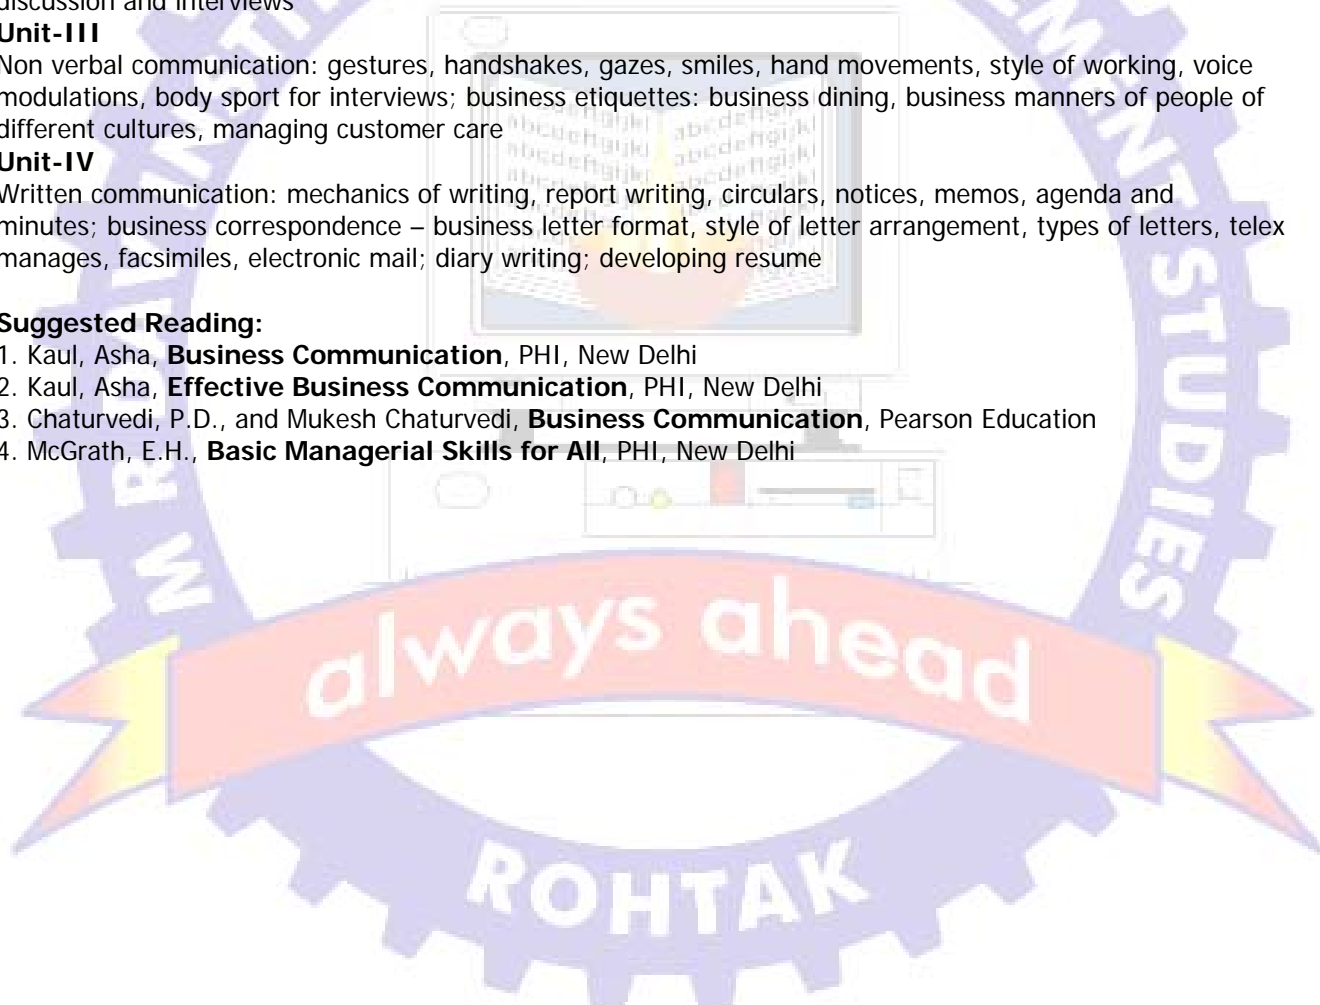 discussion and interviews
Unit-III
Non verbal communication: gestures, handshakes, gazes, smiles, hand movements, style of working, voice
modulations, body sport for interviews; business etiquettes: business dining, business manners of people of
different cultures, managing customer care
Unit-IV
Written communication: mechanics of writing, report writing, circulars, notices, memos, agenda and
minutes; business correspondence – business letter format, style of letter arrangement, types of letters, telex
manages, facsimiles, electronic mail; diary writing; developing resume
Suggested Reading:
1. Kaul, Asha, Business Communication, PHI, New Delhi
2. Kaul, Asha, Effective Business Communication, PHI, New Delhi
3. Chaturvedi, P.D., and Mukesh Chaturvedi, Business Communication, Pearson Education
4. McGrath, E.H., Basic Managerial Skills for All, PHI, New Delhi
M R DAV
STUDIES
always ahead
ROHTAK